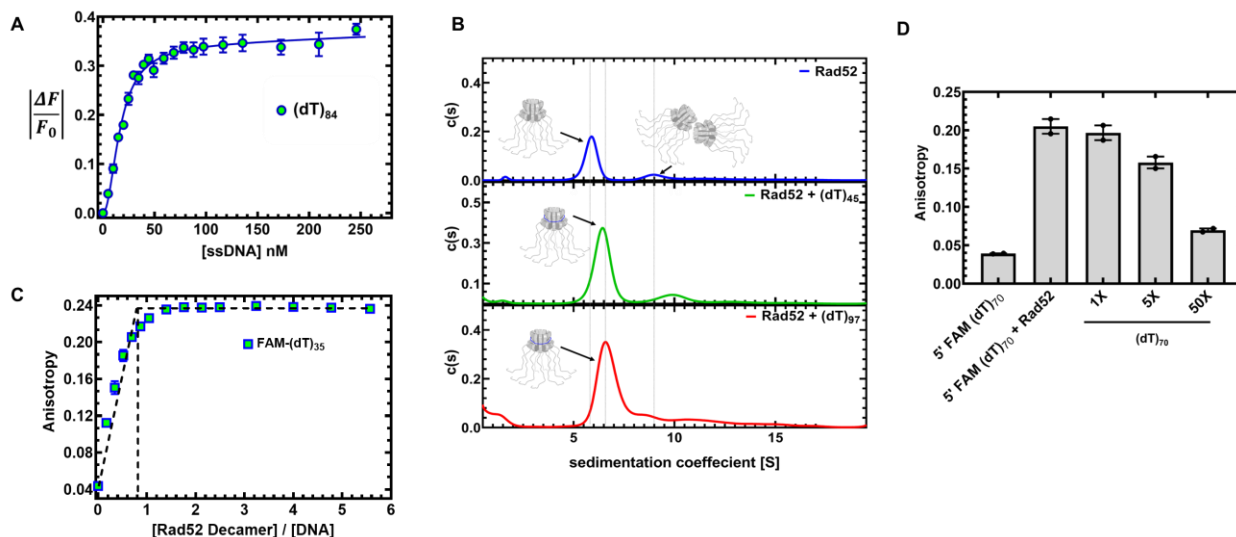 A
0.4
0.3
0.2
0.1
0.0
|ΔF/F₀|
(dT)₈₄
0 50 100 150 200 250
[ssDNA] nM
B
Rad52
0.4
0.2
0.0
c(s)
Rad52 + (dT)₄₅
0.5
0.3
0.1
c(s)
Rad52 + (dT)₉₇
0.4
0.2
0.0
c(s)
5 10 15
sedimentation coeffecient [S]
C
0.24
0.20
0.16
0.12
0.08
0.04
Anisotropy
FAM-(dT)₃₅
0 1 2 3 4 5 6
[Rad52 Decamer] / [DNA]
D
0.25
0.20
0.15
0.10
0.05
0.00
Anisotropy
5' FAM (dT)₇₀
5' FAM (dT)₇₀ + Rad52
1X
5X
50X
(dT)₇₀